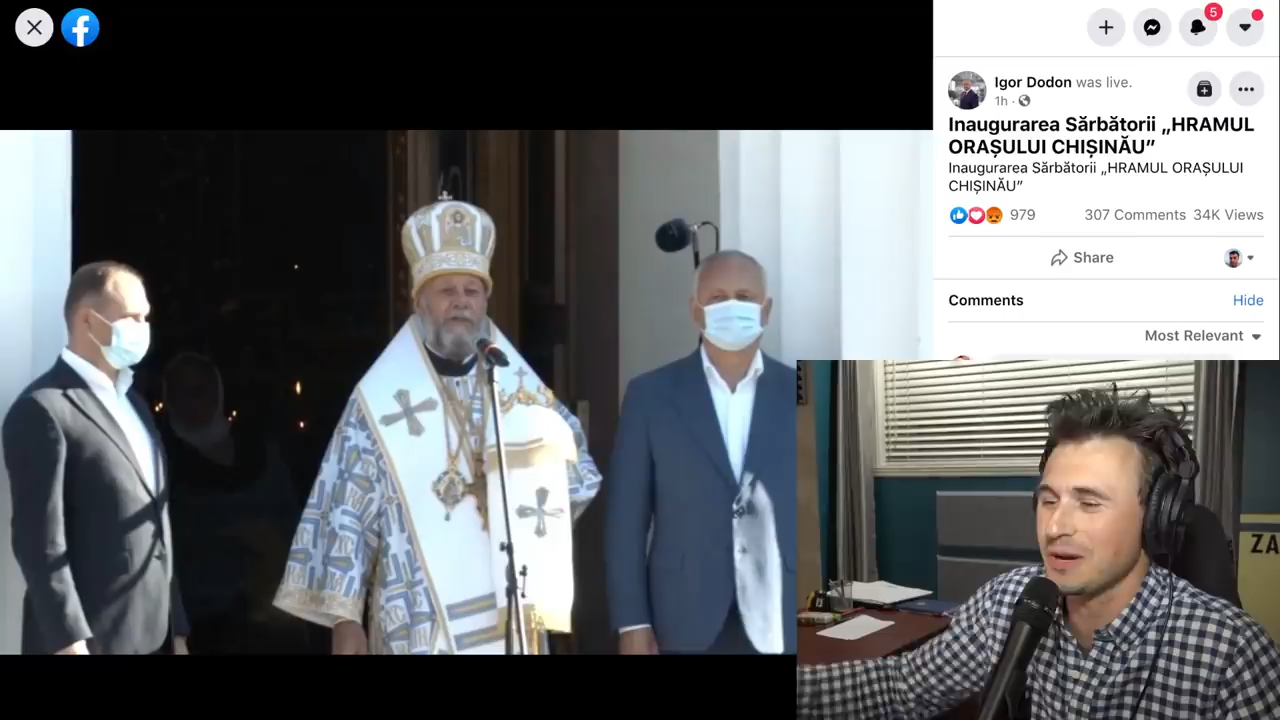 5
Igor Dodon was live.
1h ·
Inaugurarea Sărbătorii „HRAMUL
ORAȘULUI CHIȘINĂU”
Inaugurarea Sărbătorii „HRAMUL ORAȘULUI
CHIȘINĂU”
979 307 Comments 34K Views
Share
Comments Hide
Most Relevant
ZA